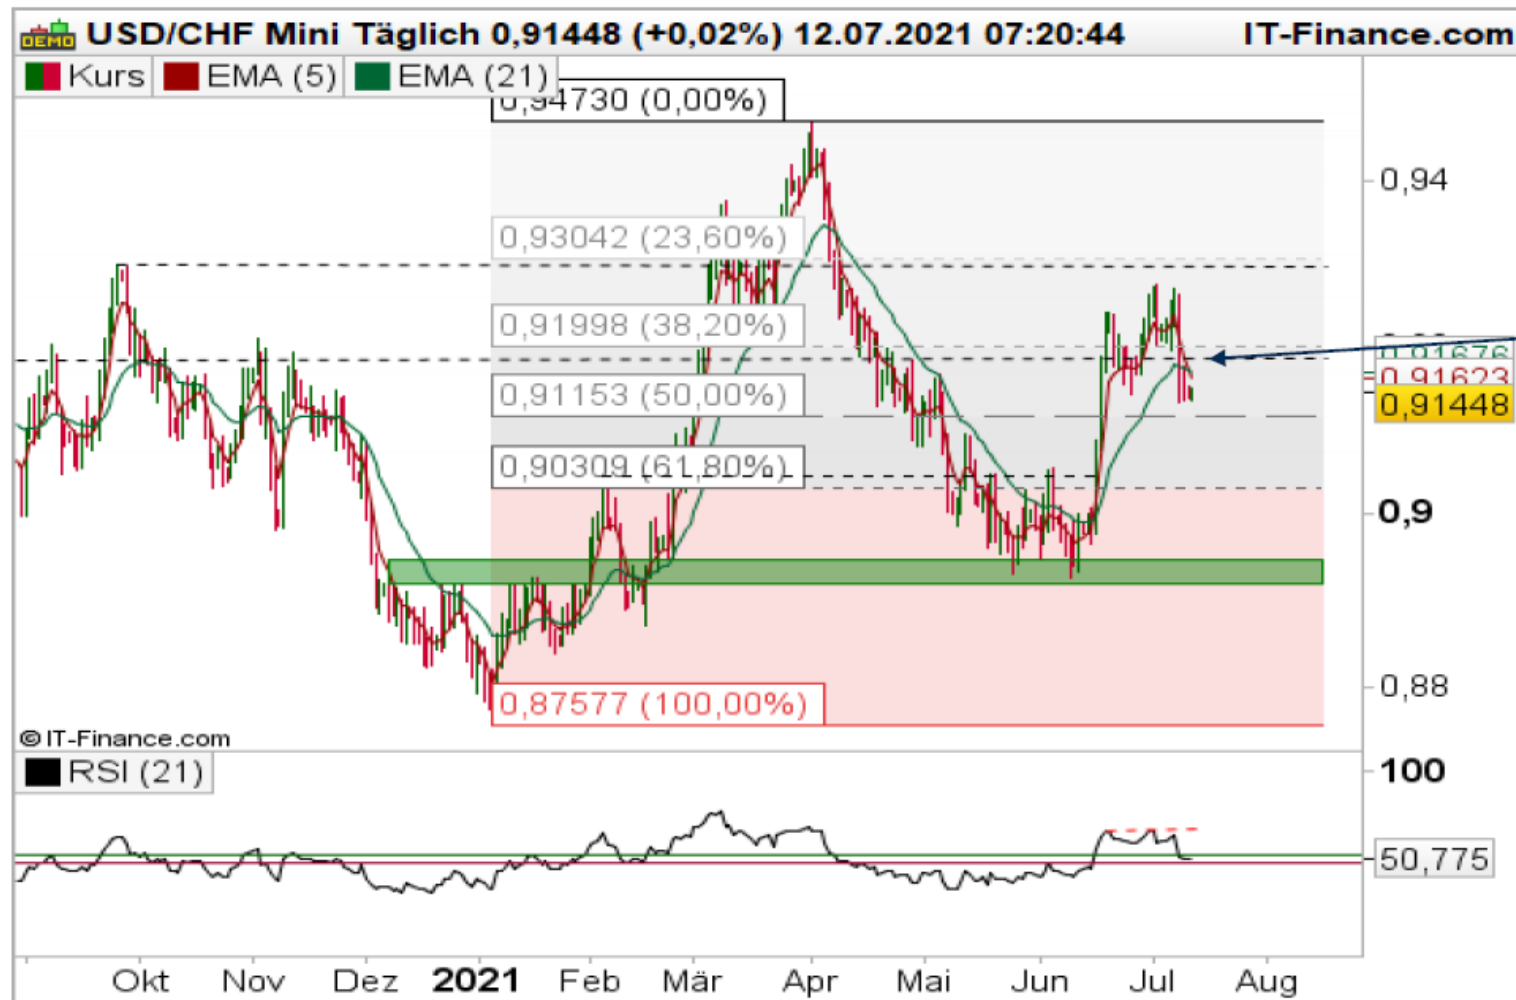 DEMO USD/CHF Mini Täglich 0,91448 (+0,02%) 12.07.2021 07:20:44 IT-Finance.com
Kurs EMA (5) EMA (21)
0,94730 (0,00%)
0,94
0,93042 (23,60%)
0,91998 (38,20%)
0,91676
0,91623
0,91153 (50,00%)
0,91448
0,90309 (61,80%)
0,9
0,87577 (100,00%)
0,88
© IT-Finance.com
RSI (21)
100
50,775
Okt Nov Dez 2021 Feb Mär Apr Mai Jun Jul Aug